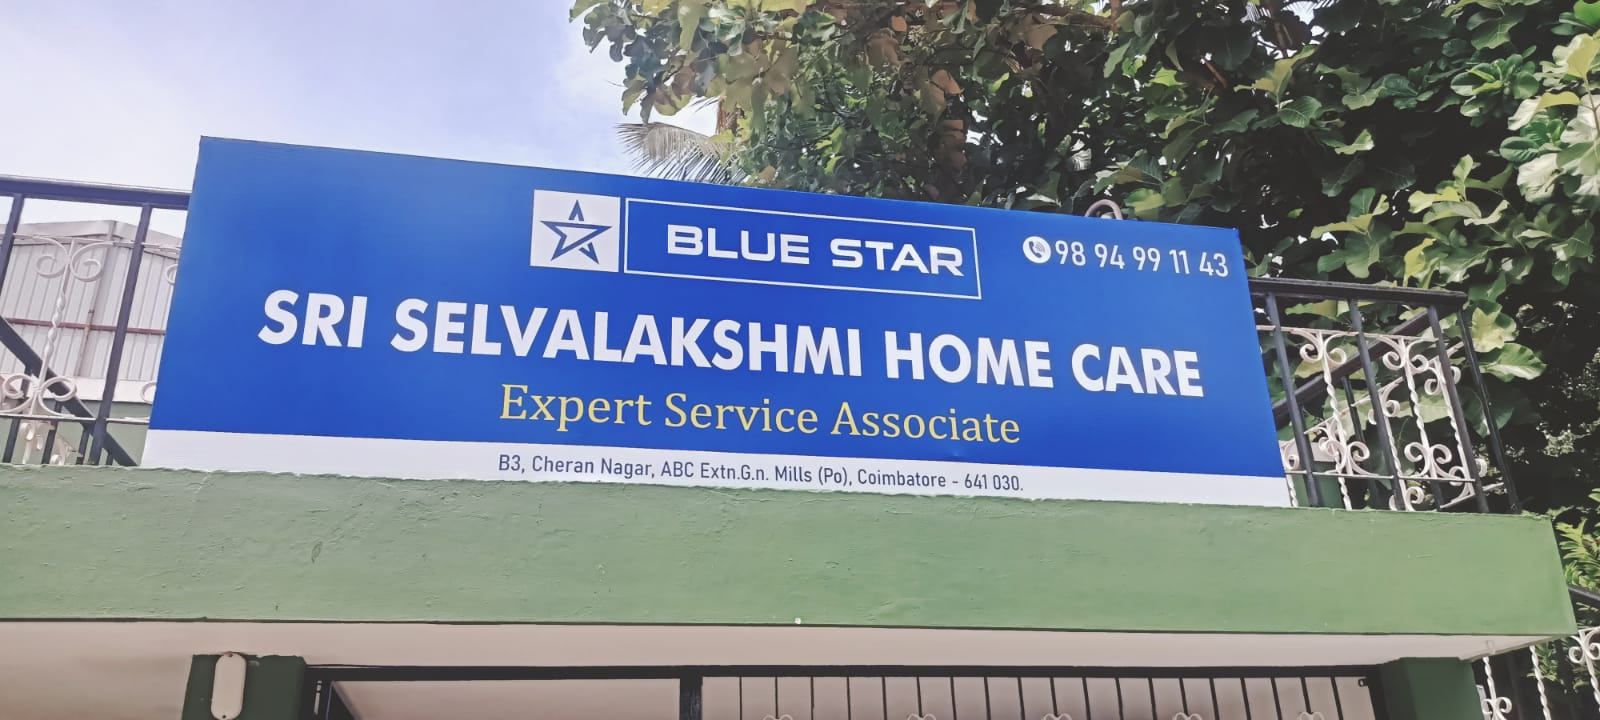 BLUE STAR
98 94 99 11 43
SRI SELVALAKSHMI HOME CARE
Expert Service Associate
B3, Cheran Nagar, ABC Extn.G.n. Mills (Po), Coimbatore - 641 030.